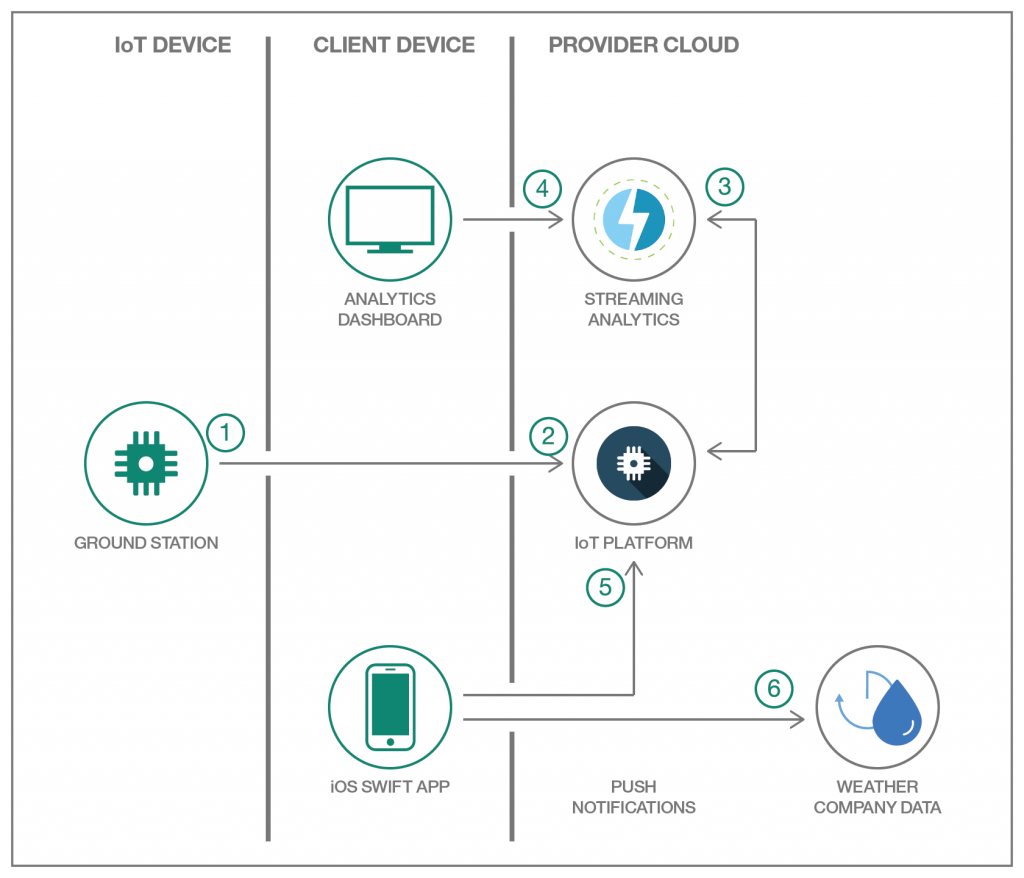 IoT DEVICE
CLIENT DEVICE
PROVIDER CLOUD
4
3
ANALYTICS
DASHBOARD
STREAMING
ANALYTICS
1
2
GROUND STATION
IoT PLATFORM
5
6
iOS SWIFT APP
PUSH
NOTIFICATIONS
WEATHER
COMPANY DATA